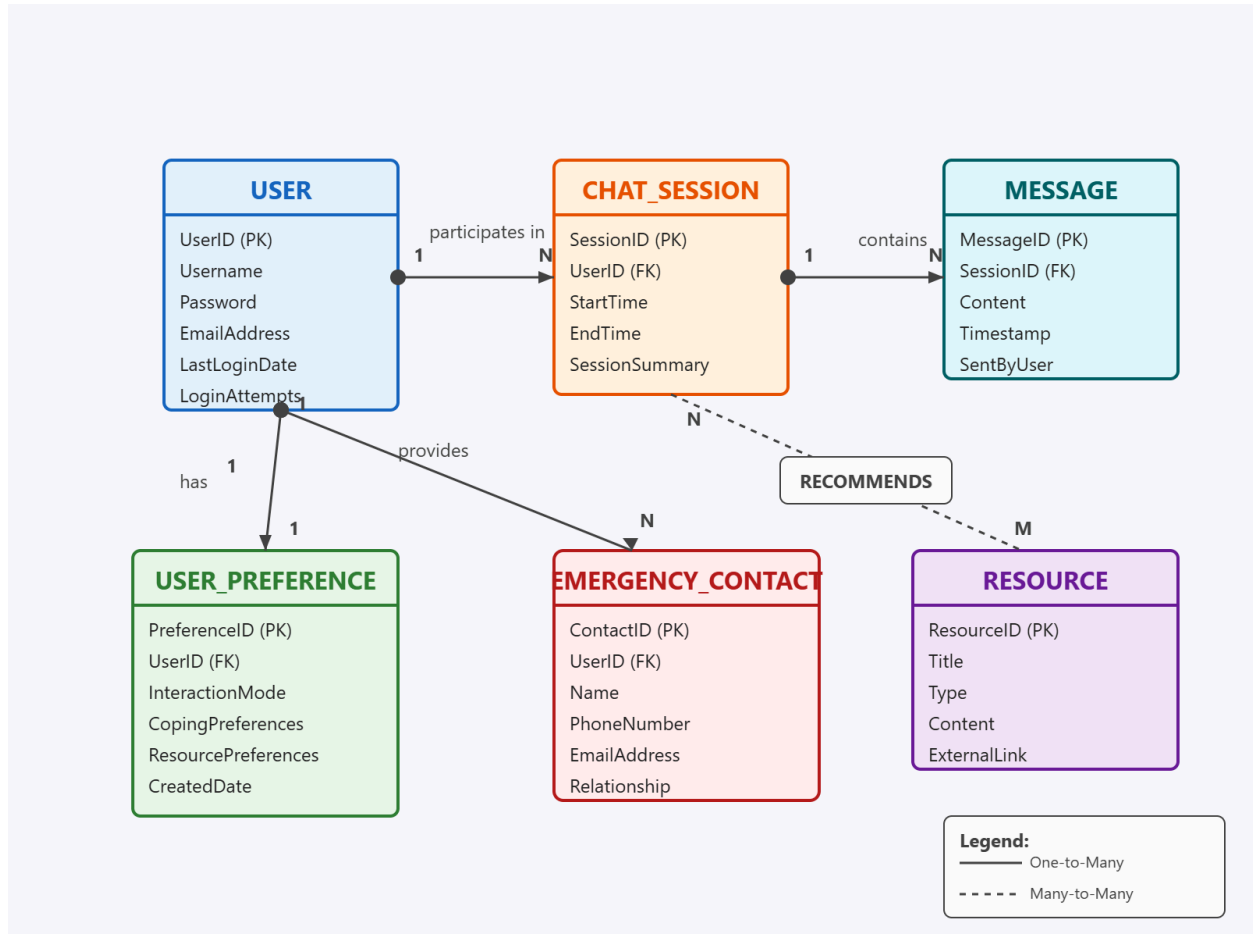 USER
UserID (PK)
Username
Password
EmailAddress
LastLoginDate
LoginAttempts
participates in
1
N
CHAT_SESSION
SessionID (PK)
UserID (FK)
StartTime
EndTime
SessionSummary
contains
1
N
MESSAGE
MessageID (PK)
SessionID (FK)
Content
Timestamp
SentByUser
1
has
1
1
provides
N
N
RECOMMENDS
M
USER_PREFERENCE
PreferenceID (PK)
UserID (FK)
InteractionMode
CopingPreferences
ResourcePreferences
CreatedDate
EMERGENCY_CONTACT
ContactID (PK)
UserID (FK)
Name
PhoneNumber
EmailAddress
Relationship
RESOURCE
ResourceID (PK)
Title
Type
Content
ExternalLink
Legend:
One-to-Many
Many-to-Many